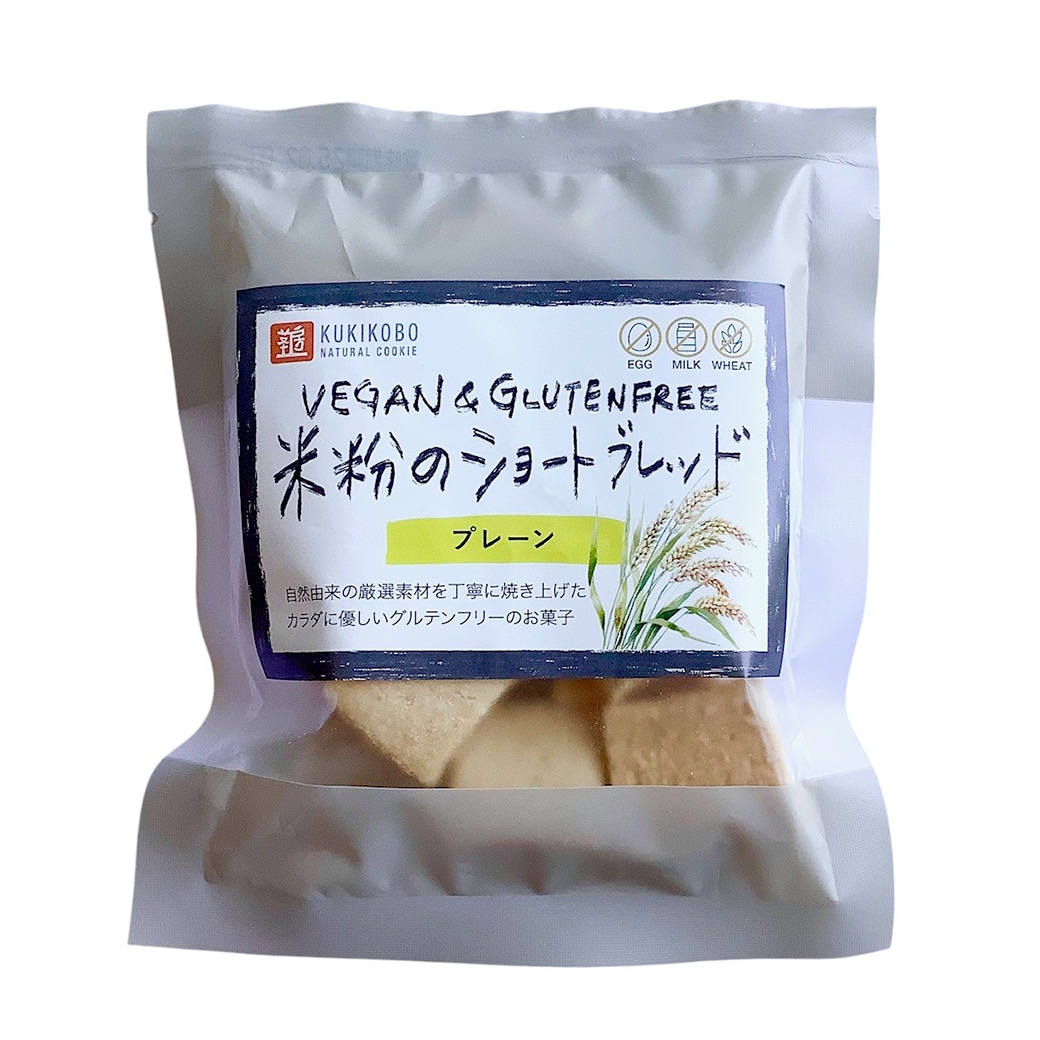 KUKIKOBO
NATURAL COOKIE
EGG MILK WHEAT
VEGAN & GLUTENFREE
米粉のショートブレッド
プレーン
自然由来の厳選素材を丁寧に焼き上げた
カラダに優しいグルテンフリーのお菓子